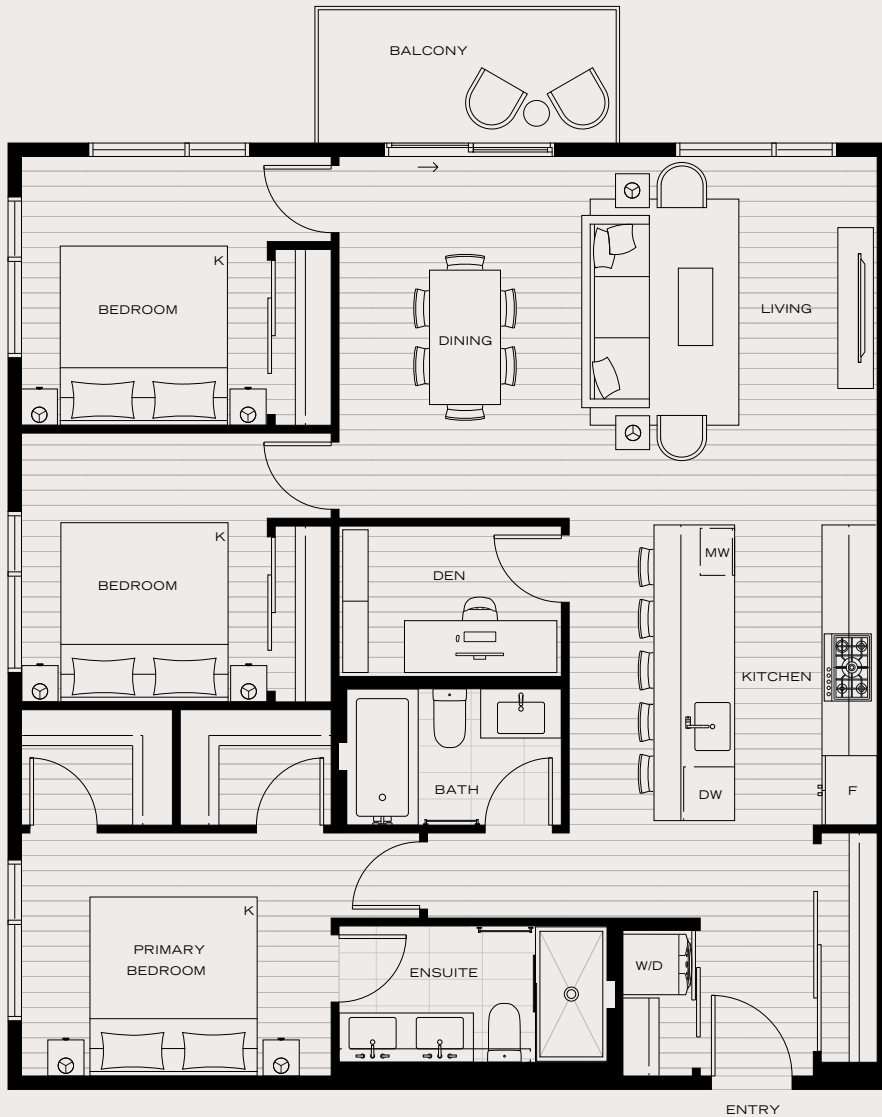 BALCONY
K
BEDROOM
LIVING
DINING
K
MW
DEN
BEDROOM
KITCHEN
BATH
DW
F
K
PRIMARY
BEDROOM
ENSUITE
W/D
ENTRY